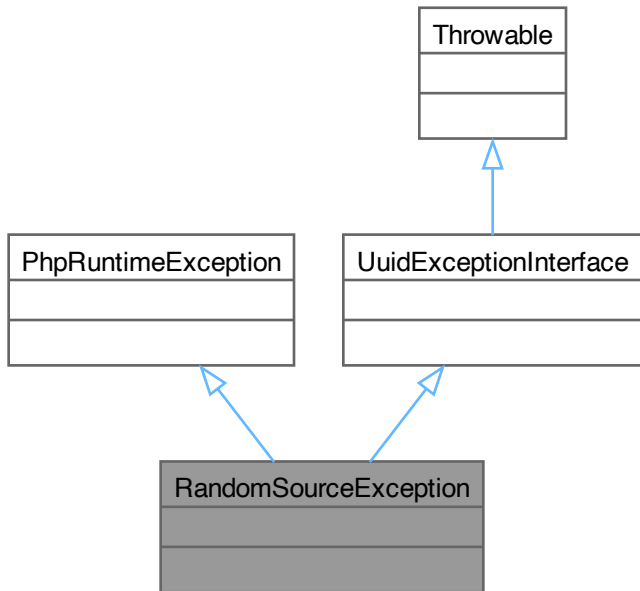 Throwable
PhpRuntimeException
UuidExceptionInterface
RandomSourceException